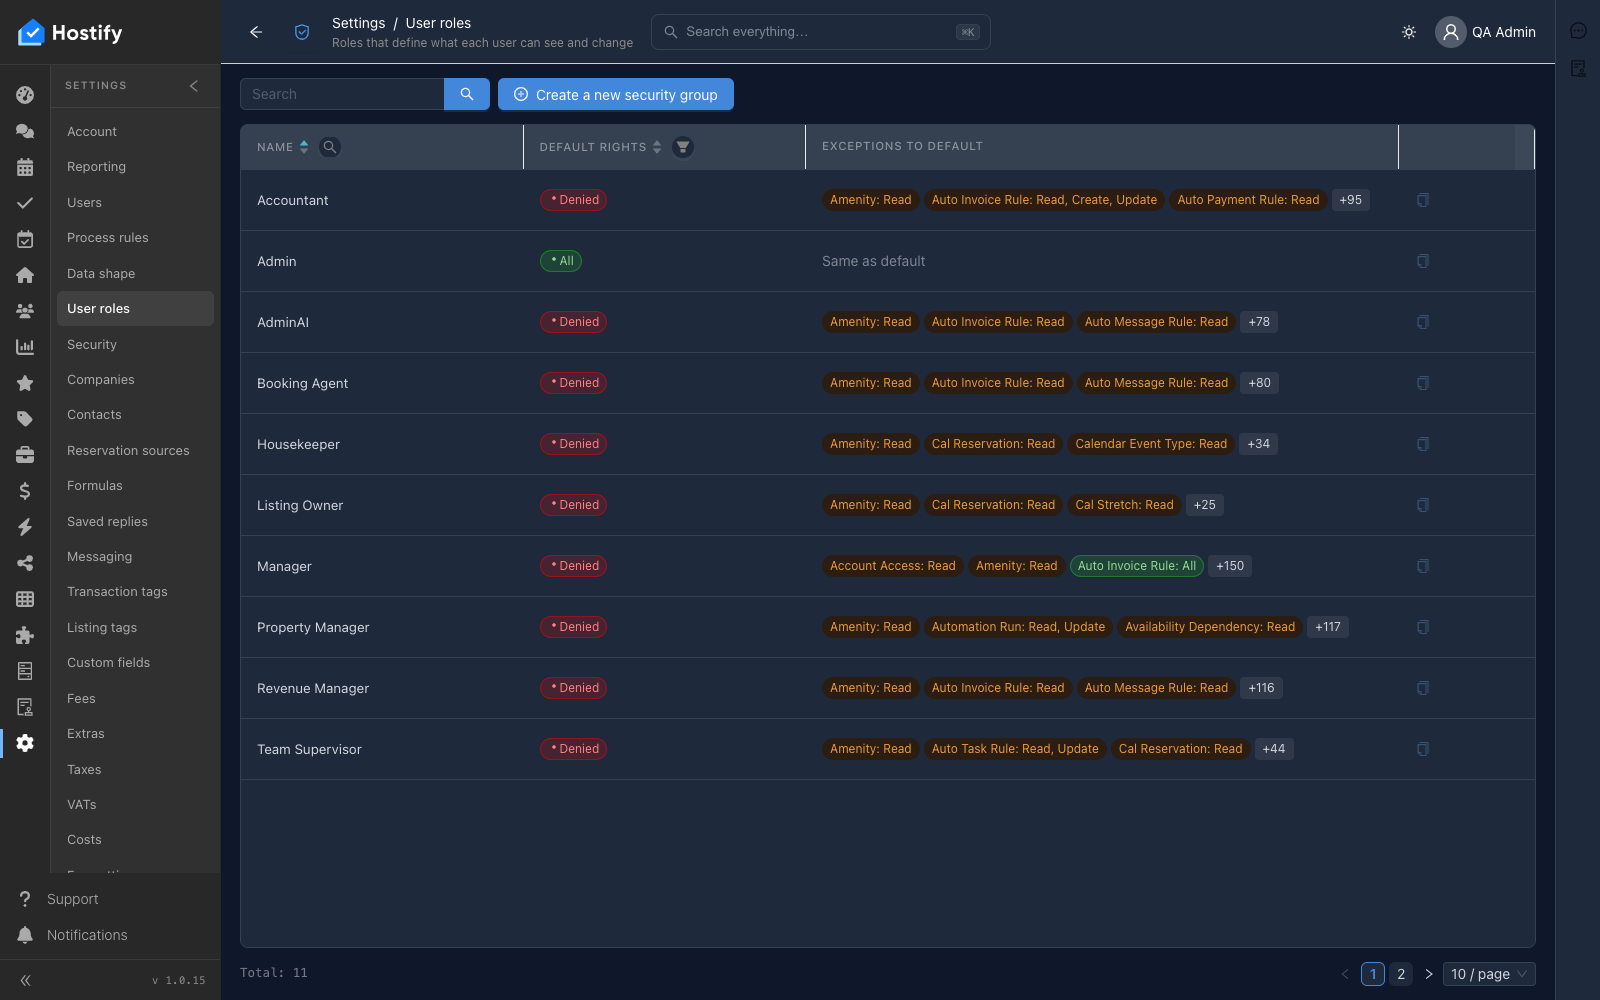 Hostify
Settings / User roles
Roles that define what each user can see and change
Search everything...
⌘K
QA Admin
SETTINGS
Account
Reporting
Users
Process rules
Data shape
User roles
Security
Companies
Contacts
Reservation sources
Formulas
Saved replies
Messaging
Transaction tags
Listing tags
Custom fields
Fees
Extras
Taxes
VATs
Costs
Support
Notifications
v 1.0.15
Search
Create a new security group
NAME DEFAULT RIGHTS EXCEPTIONS TO DEFAULT
Accountant Denied Amenity: Read Auto Invoice Rule: Read, Create, Update Auto Payment Rule: Read +95
Admin All Same as default
AdminAI Denied Amenity: Read Auto Invoice Rule: Read Auto Message Rule: Read +78
Booking Agent Denied Amenity: Read Auto Invoice Rule: Read Auto Message Rule: Read +80
Housekeeper Denied Amenity: Read Cal Reservation: Read Calendar Event Type: Read +34
Listing Owner Denied Amenity: Read Cal Reservation: Read Cal Stretch: Read +25
Manager Denied Account Access: Read Amenity: Read Auto Invoice Rule: All +150
Property Manager Denied Amenity: Read Automation Run: Read, Update Availability Dependency: Read +117
Revenue Manager Denied Amenity: Read Auto Invoice Rule: Read Auto Message Rule: Read +116
Team Supervisor Denied Amenity: Read Auto Task Rule: Read, Update Cal Reservation: Read +44
Total: 11
1 2 10 / page